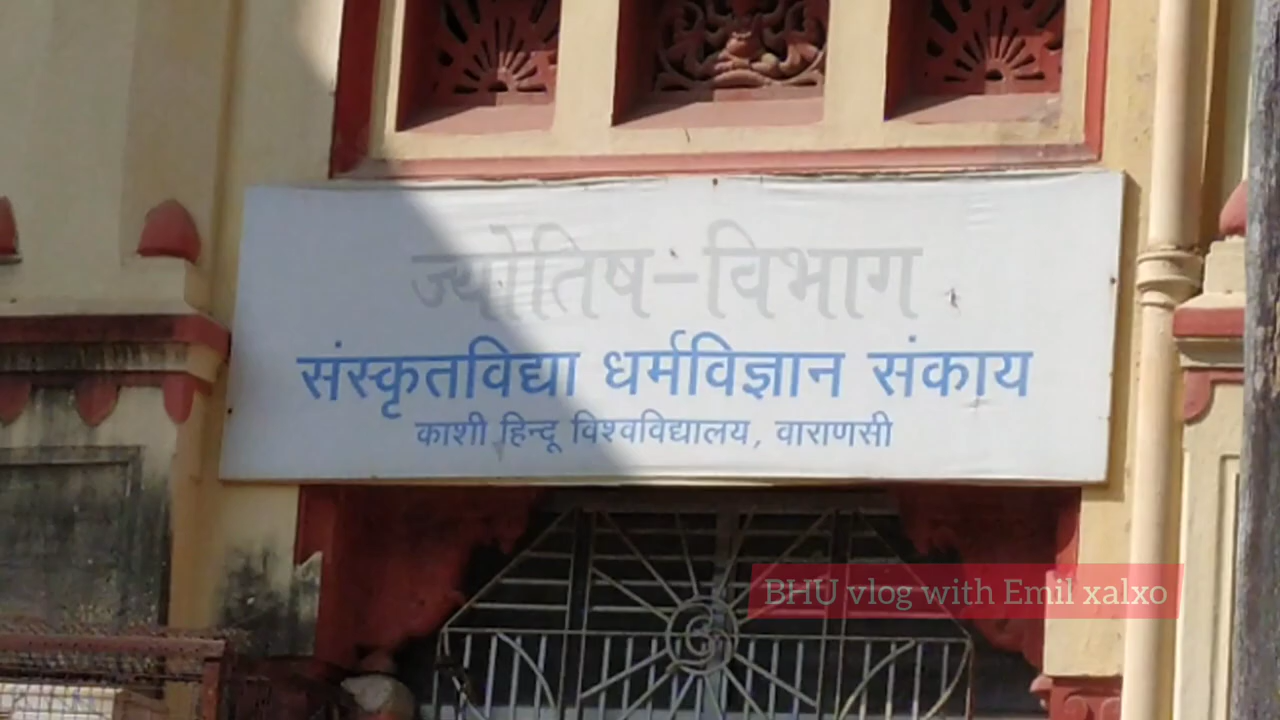 ज्योतिष-विभाग
संस्कृतविद्या धर्मविज्ञान संकाय
काशी हिन्दू विश्वविद्यालय, वाराणसी
BHU vlog with Emil xalxo